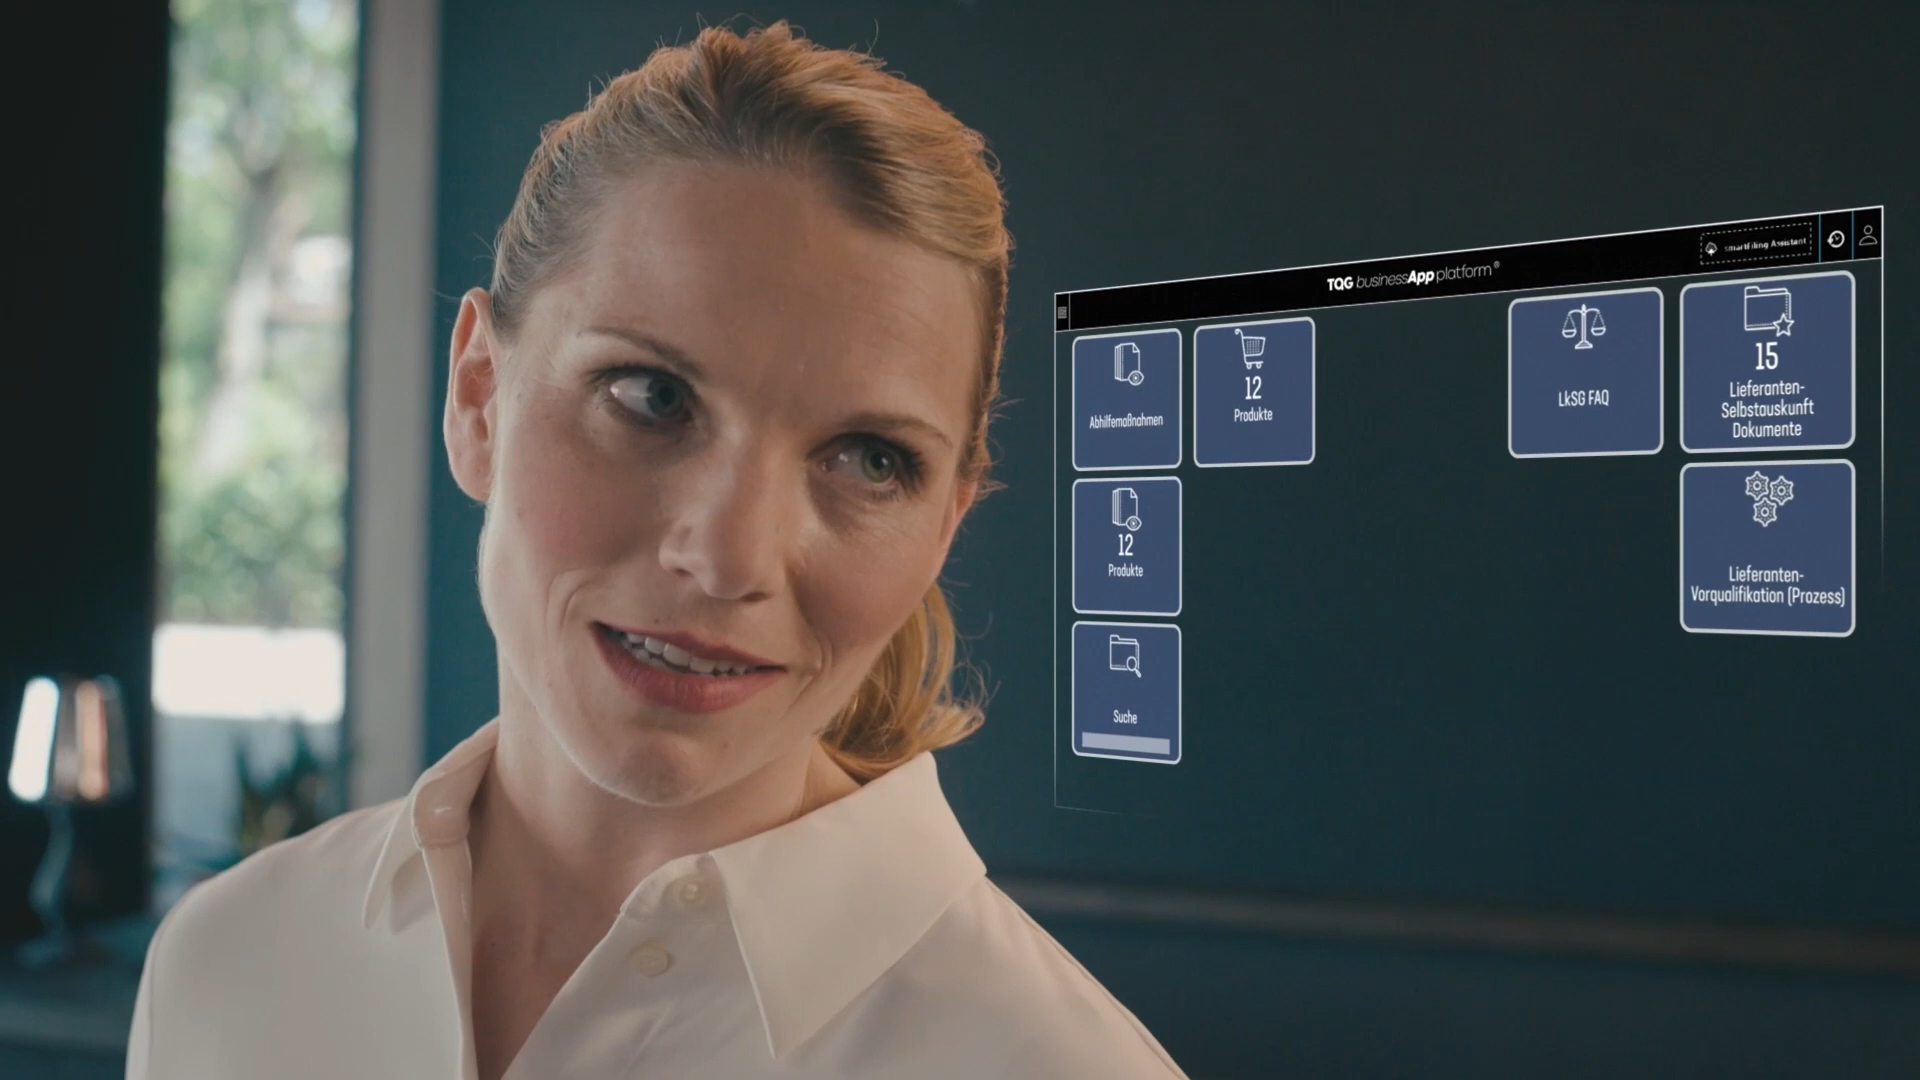 TQG businessApp platform®
smartFiling Assistant
Abhilfemaßnahmen
12
Produkte
LkSG FAQ
15
Lieferanten-
Selbstauskunft
Dokumente
12
Produkte
Lieferanten-
Vorqualifikation (Prozess)
Suche